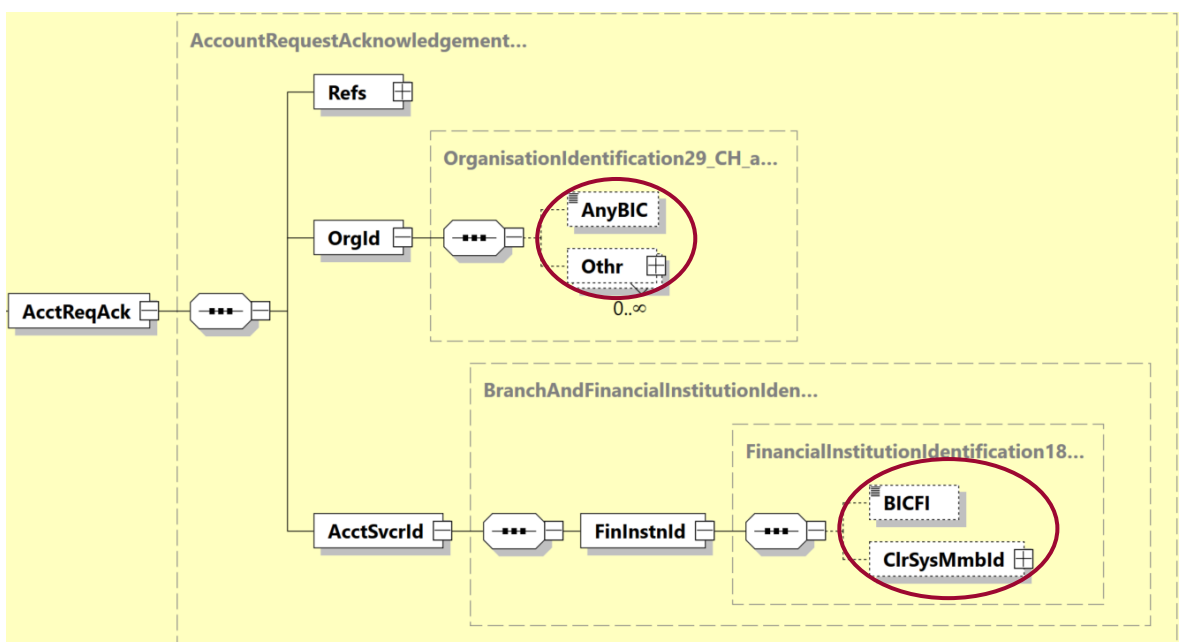 AccountRequestAcknowledgement...
Refs
OrganisationIdentification29_CH_a...
AnyBIC
OrgId
Othr
0..∞
AcctReqAck
BranchAndFinancialInstitutionIden...
FinancialInstitutionIdentification18...
BICFI
AcctSvcrId
FinInstnId
ClrSysMmbId